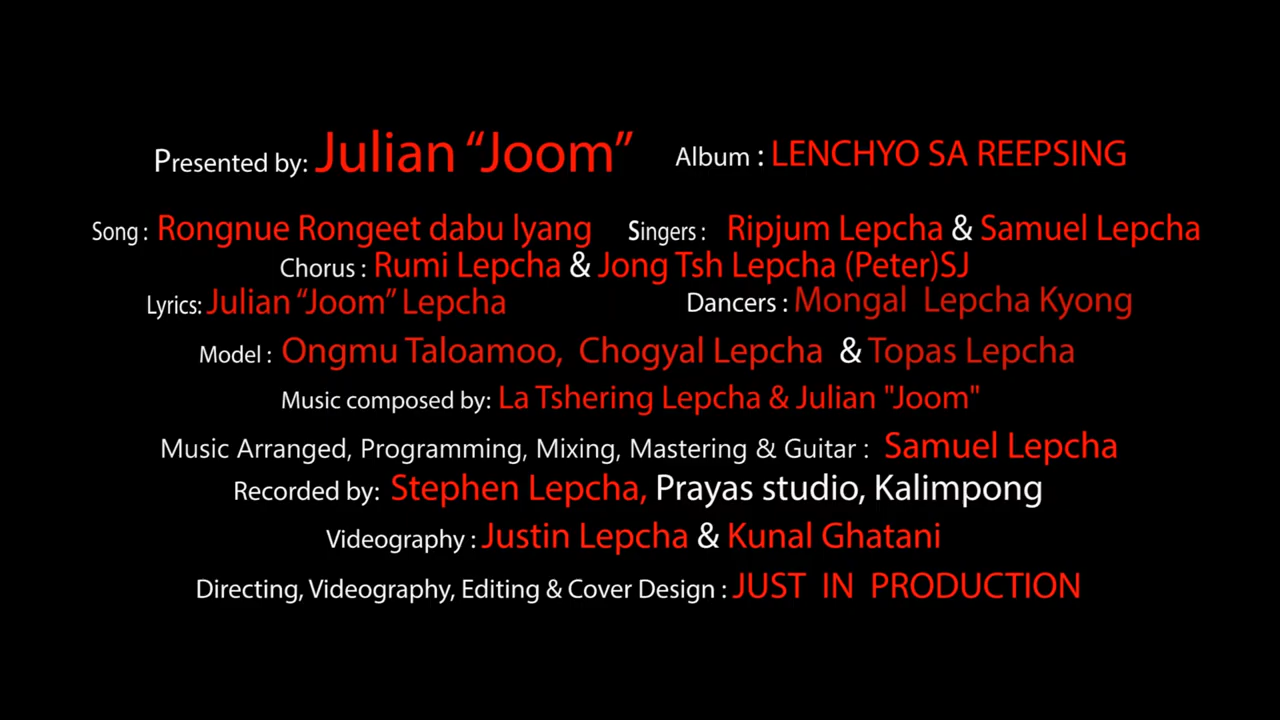 Presented by: Julian “Joom” Album : LENCHYO SA REEPSING
Song : Rongnue Rongeet dabu lyang Singers : Ripjum Lepcha & Samuel Lepcha
Chorus : Rumi Lepcha & Jong Tsh Lepcha (Peter)SJ
Lyrics: Julian “Joom” Lepcha Dancers : Mongal Lepcha Kyong
Model : Ongmu Taloamoo, Chogyal Lepcha & Topas Lepcha
Music composed by: La Tshering Lepcha & Julian "Joom"
Music Arranged, Programming, Mixing, Mastering & Guitar : Samuel Lepcha
Recorded by: Stephen Lepcha, Prayas studio, Kalimpong
Videography : Justin Lepcha & Kunal Ghatani
Directing, Videography, Editing & Cover Design : JUST IN PRODUCTION